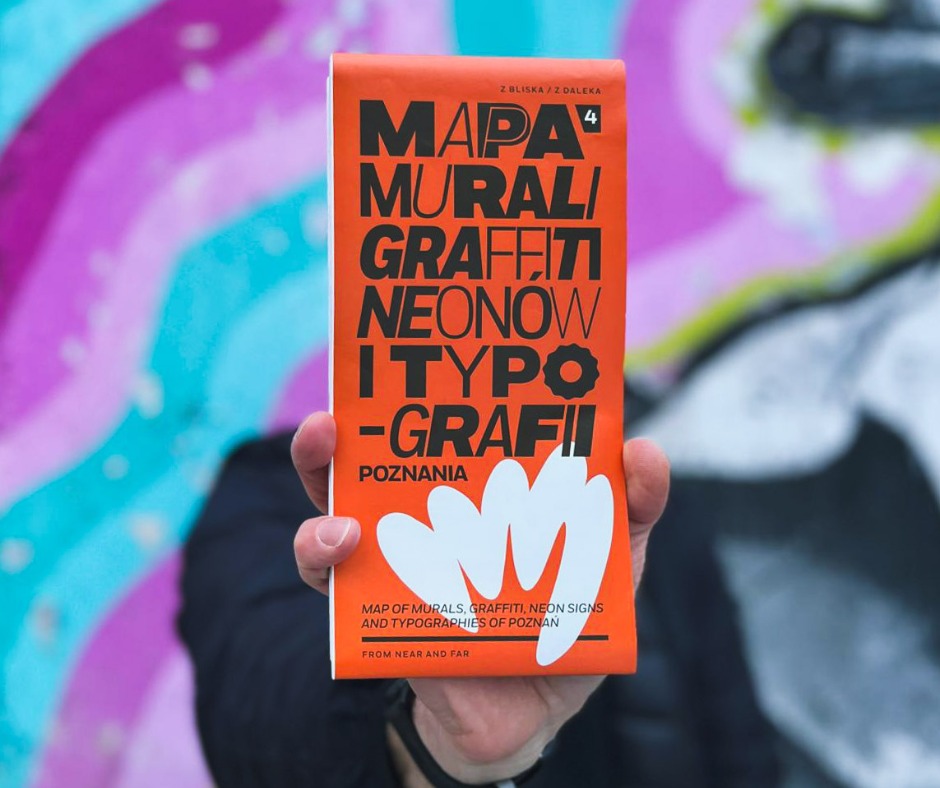 Z BLISKA / Z DALEKA
MAPA 4
MURALI
GRAFFITI
NEONÓW
I TYPO
-GRAFII
POZNANIA
MAP OF MURALS, GRAFFITI, NEON SIGNS
AND TYPOGRAPHIES OF POZNAŃ
FROM NEAR AND FAR